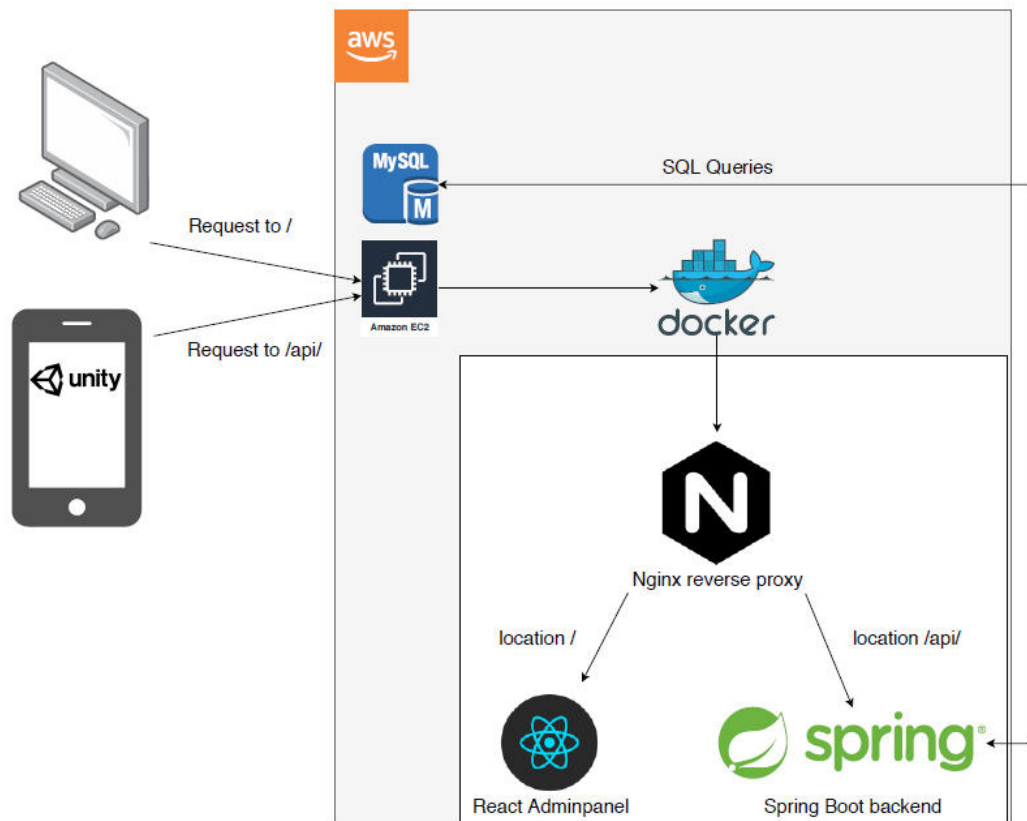 aws
MySQL
M
SQL Queries
Request to /
Amazon EC2
docker
Request to /api/
unity
N
Nginx reverse proxy
location /
location /api/
spring®
React Adminpanel
Spring Boot backend